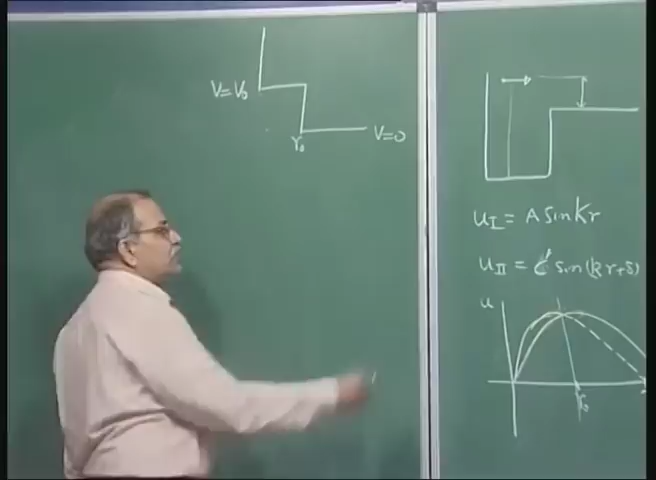 V=V₀
r₀
V=0
u_I = A sin Kr
u_II = C' sin (kr+δ)
u
r₀